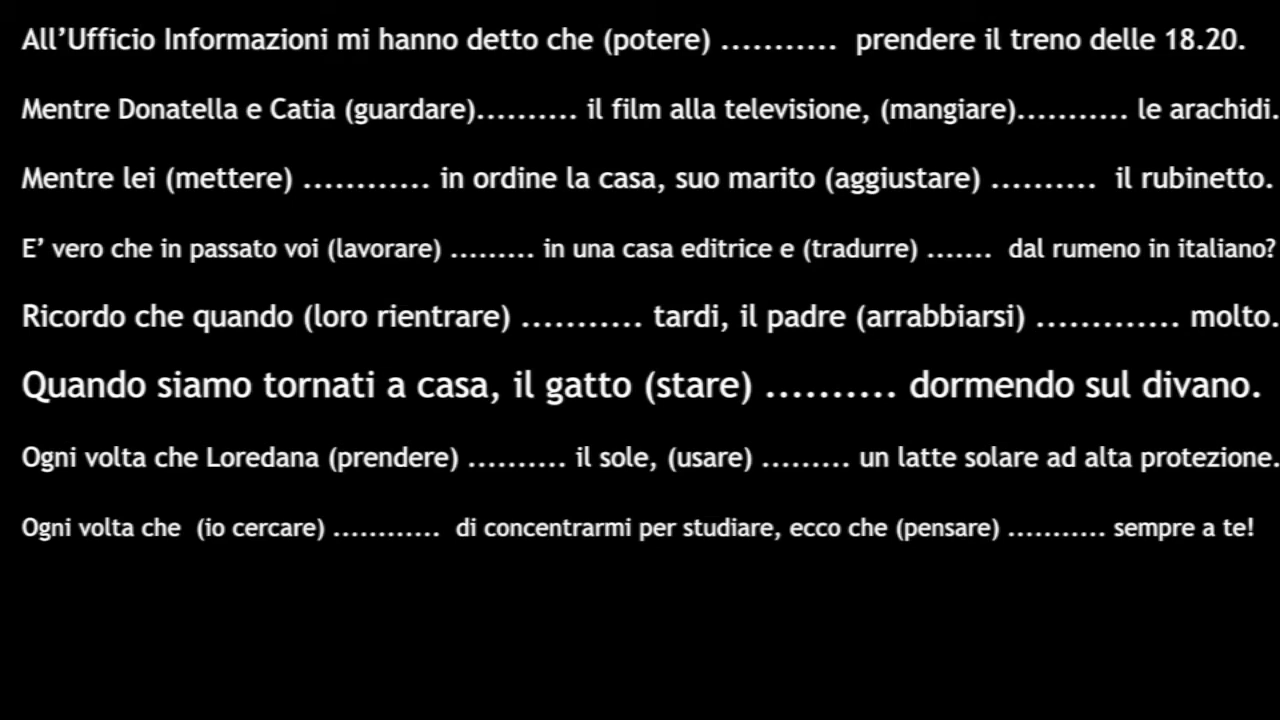 All’Ufficio Informazioni mi hanno detto che (potere) ........... prendere il treno delle 18.20.
Mentre Donatella e Catia (guardare).......... il film alla televisione, (mangiare)........... le arachidi.
Mentre lei (mettere) ............ in ordine la casa, suo marito (aggiustare) .......... il rubinetto.
E’ vero che in passato voi (lavorare) ......... in una casa editrice e (tradurre) ....... dal rumeno in italiano?
Ricordo che quando (loro rientrare) ........... tardi, il padre (arrabbiarsi) ............. molto.
Quando siamo tornati a casa, il gatto (stare) .......... dormendo sul divano.
Ogni volta che Loredana (prendere) .......... il sole, (usare) ......... un latte solare ad alta protezione.
Ogni volta che (io cercare) ............ di concentrarmi per studiare, ecco che (pensare) ........... sempre a te!